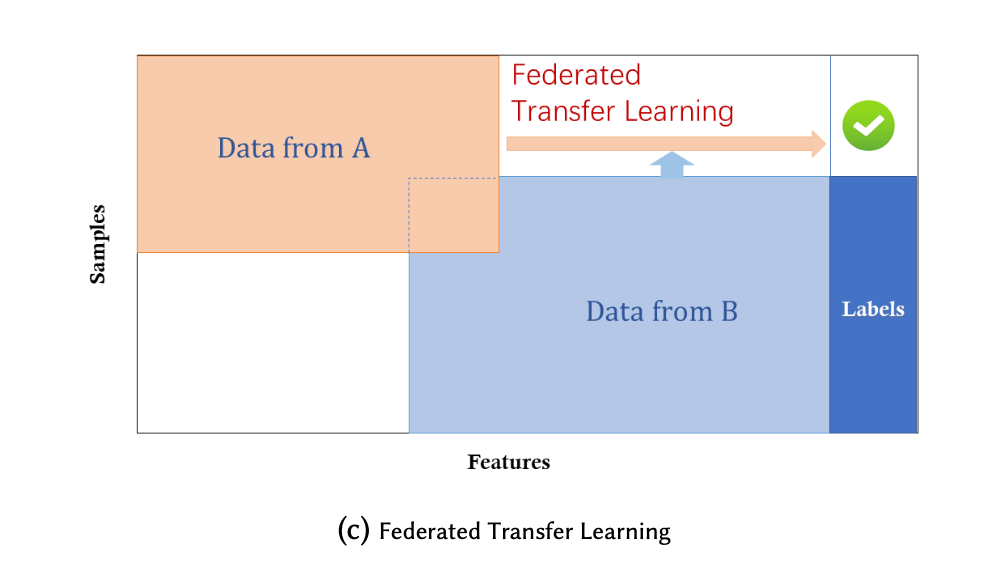 Federated
Transfer Learning
Data from A
Samples
Data from B
Labels
Features
(c) Federated Transfer Learning